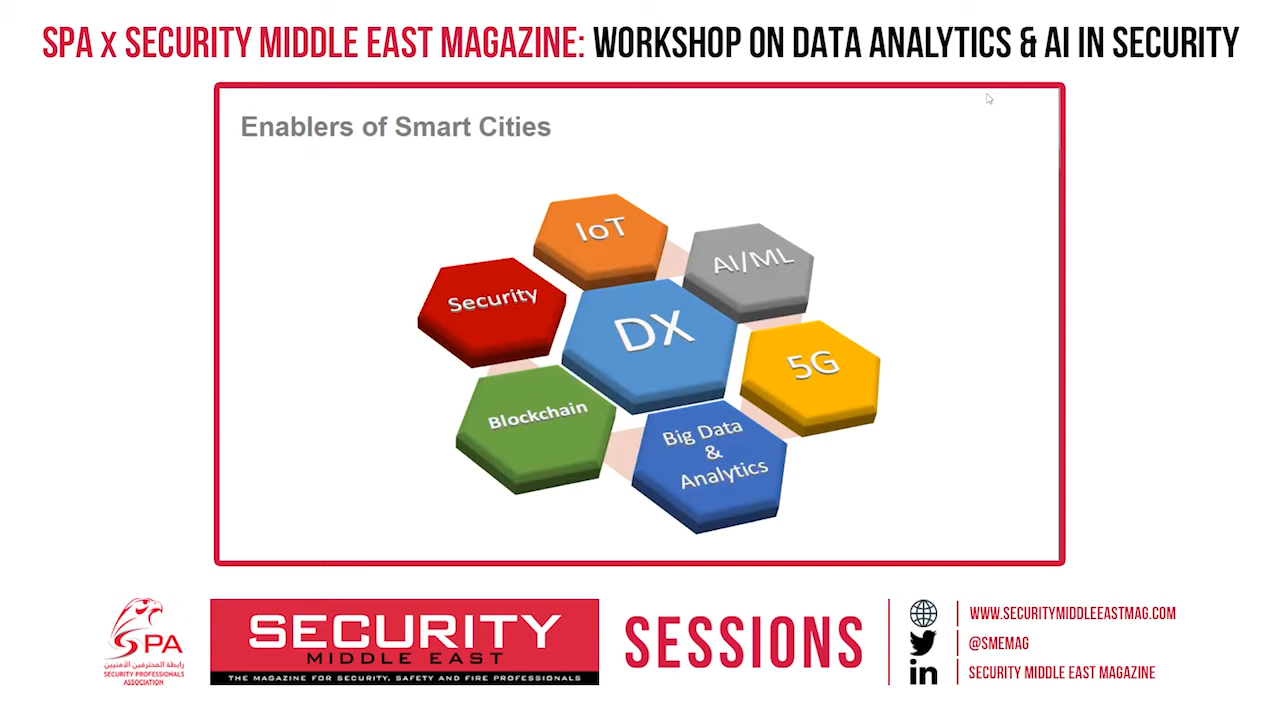 SPA x SECURITY MIDDLE EAST MAGAZINE: WORKSHOP ON DATA ANALYTICS & AI IN SECURITY
Enablers of Smart Cities
IoT
AI/ML
Security
DX
5G
Blockchain
Big Data
&
Analytics
SPA
رابطة المحترفين الأمنيين
SECURITY PROFESSIONALS
ASSOCIATION
SECURITY
MIDDLE EAST
THE MAGAZINE FOR SECURITY, SAFETY AND FIRE PROFESSIONALS
SESSIONS
WWW.SECURITYMIDDLEEASTMAG.COM
@SMEMAG
in SECURITY MIDDLE EAST MAGAZINE